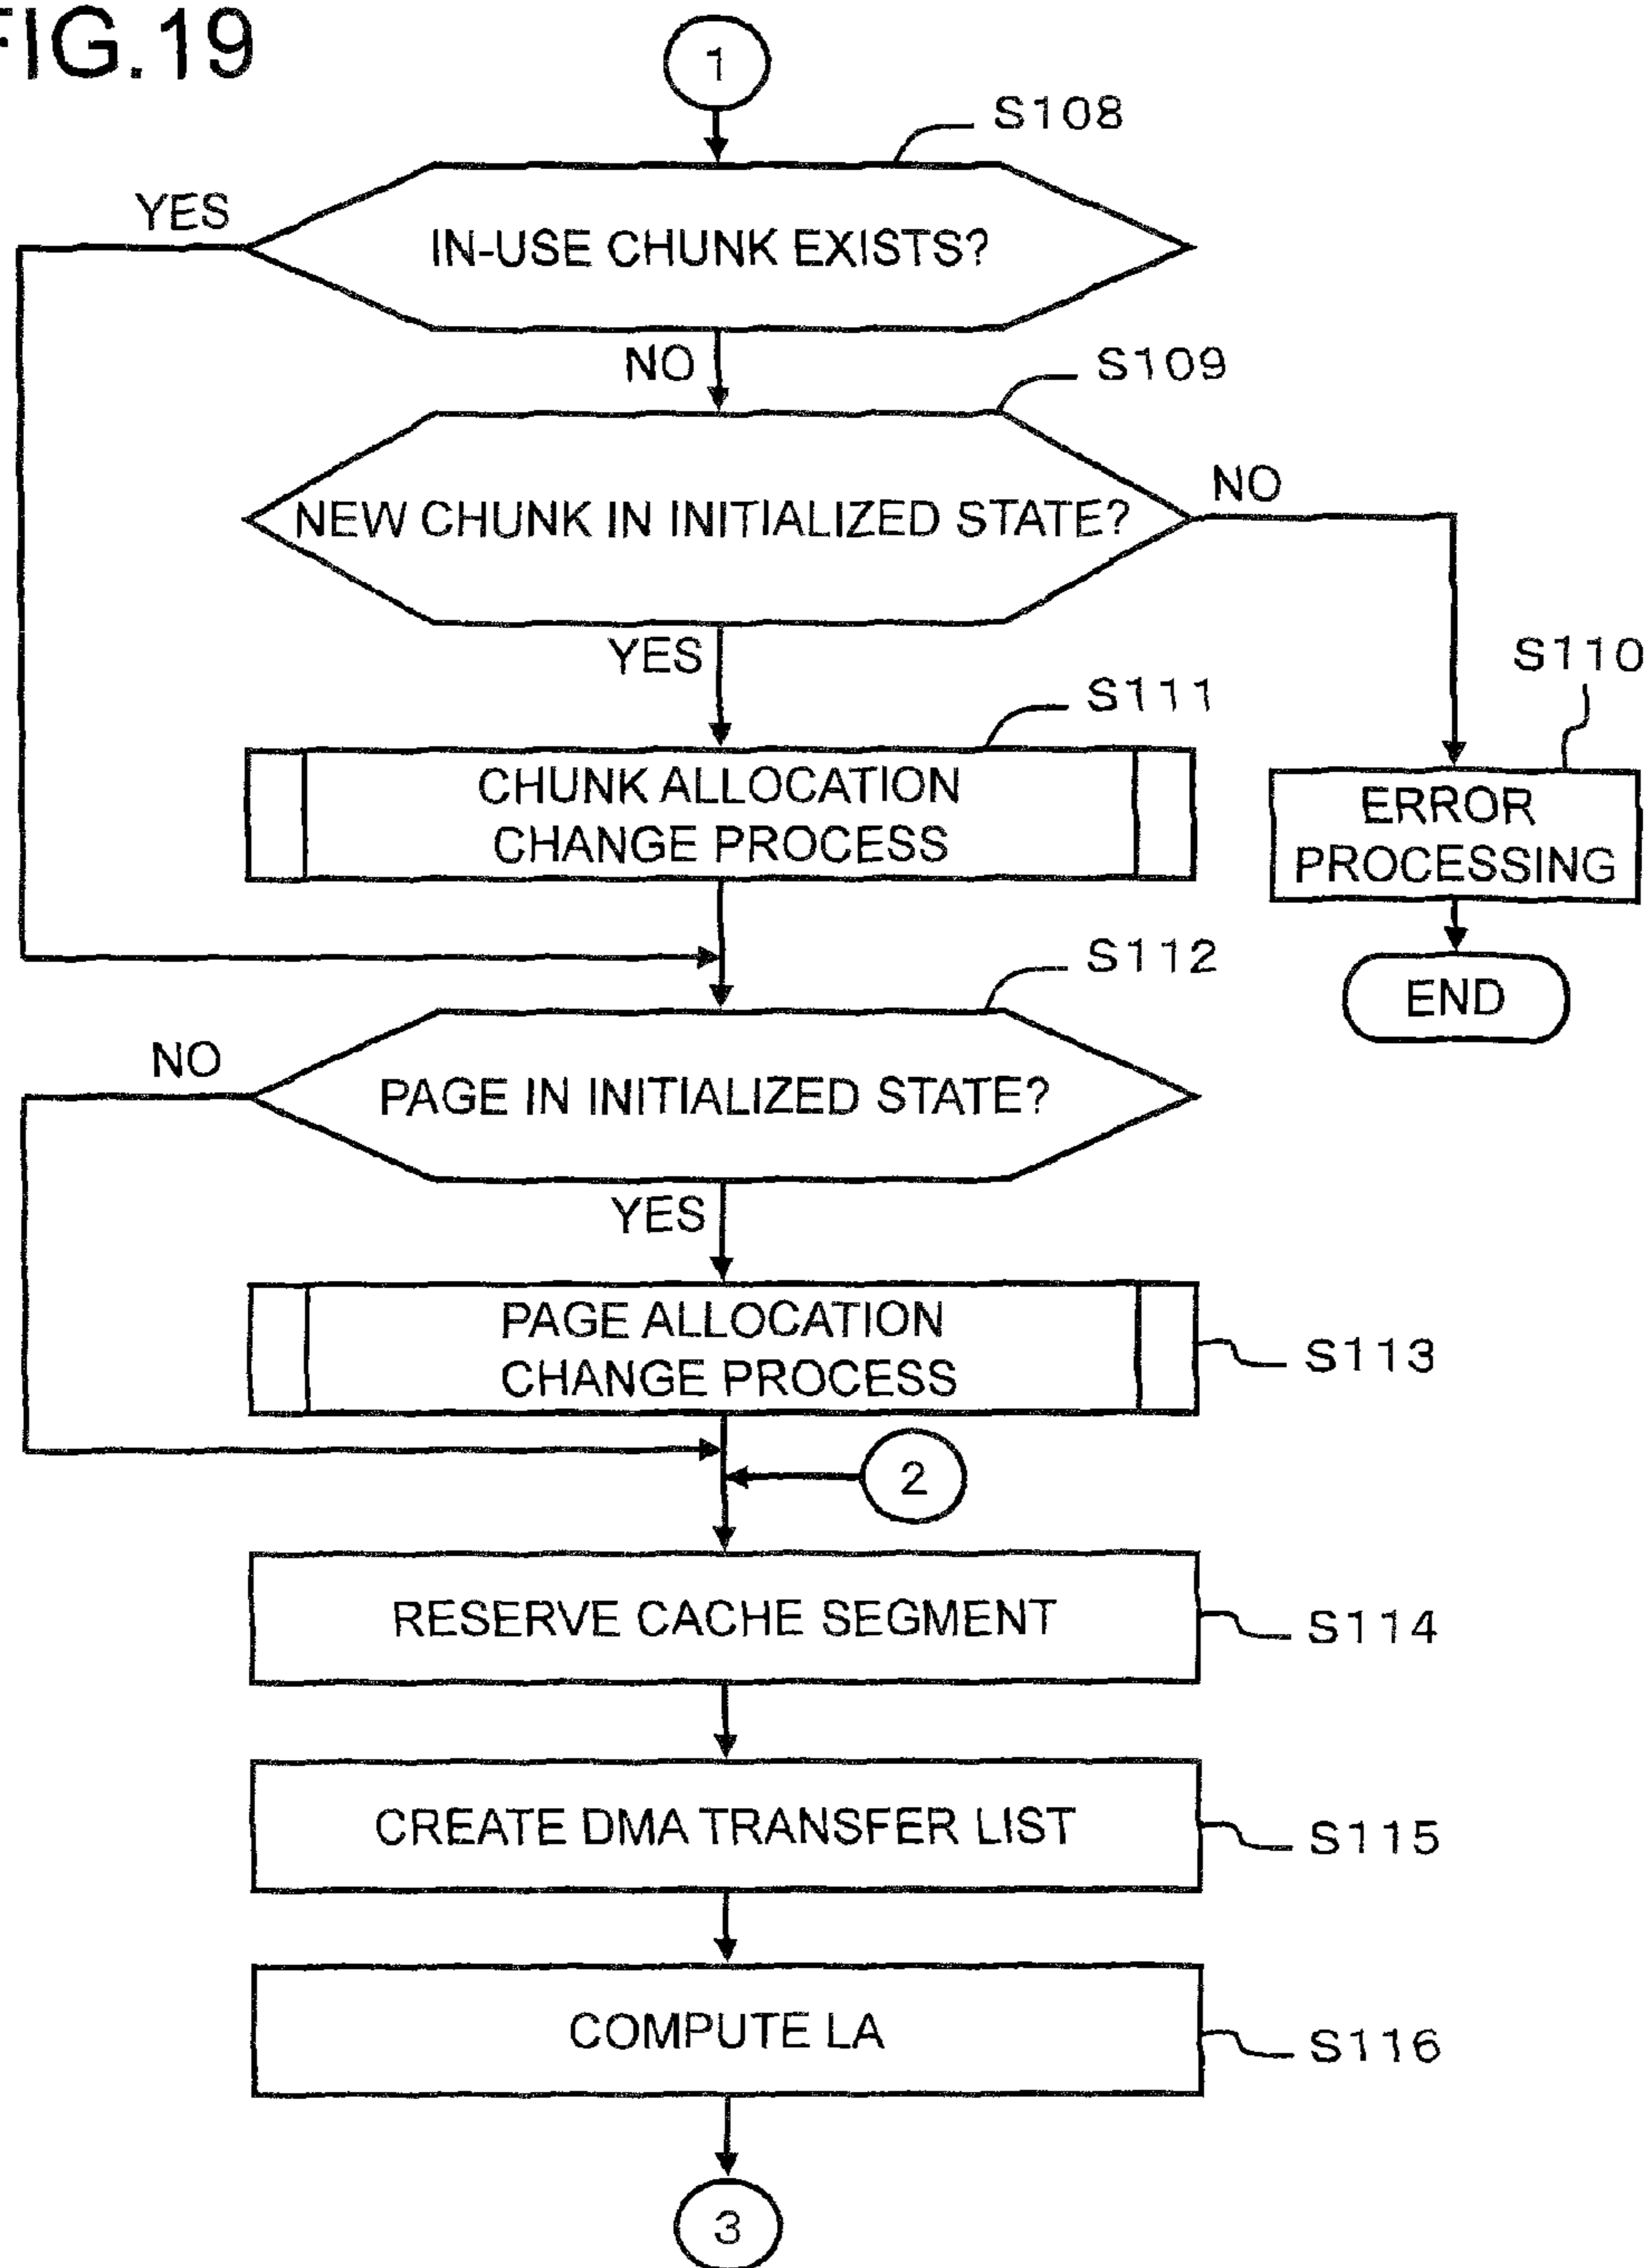 FIG.19
1
S108
YES
IN-USE CHUNK EXISTS?
NO
S109
NO
NEW CHUNK IN INITIALIZED STATE?
YES
S110
S111
CHUNK ALLOCATION
CHANGE PROCESS
ERROR
PROCESSING
S112
END
NO
PAGE IN INITIALIZED STATE?
YES
PAGE ALLOCATION
CHANGE PROCESS
S113
2
RESERVE CACHE SEGMENT
S114
CREATE DMA TRANSFER LIST
S115
COMPUTE LA
S116
3